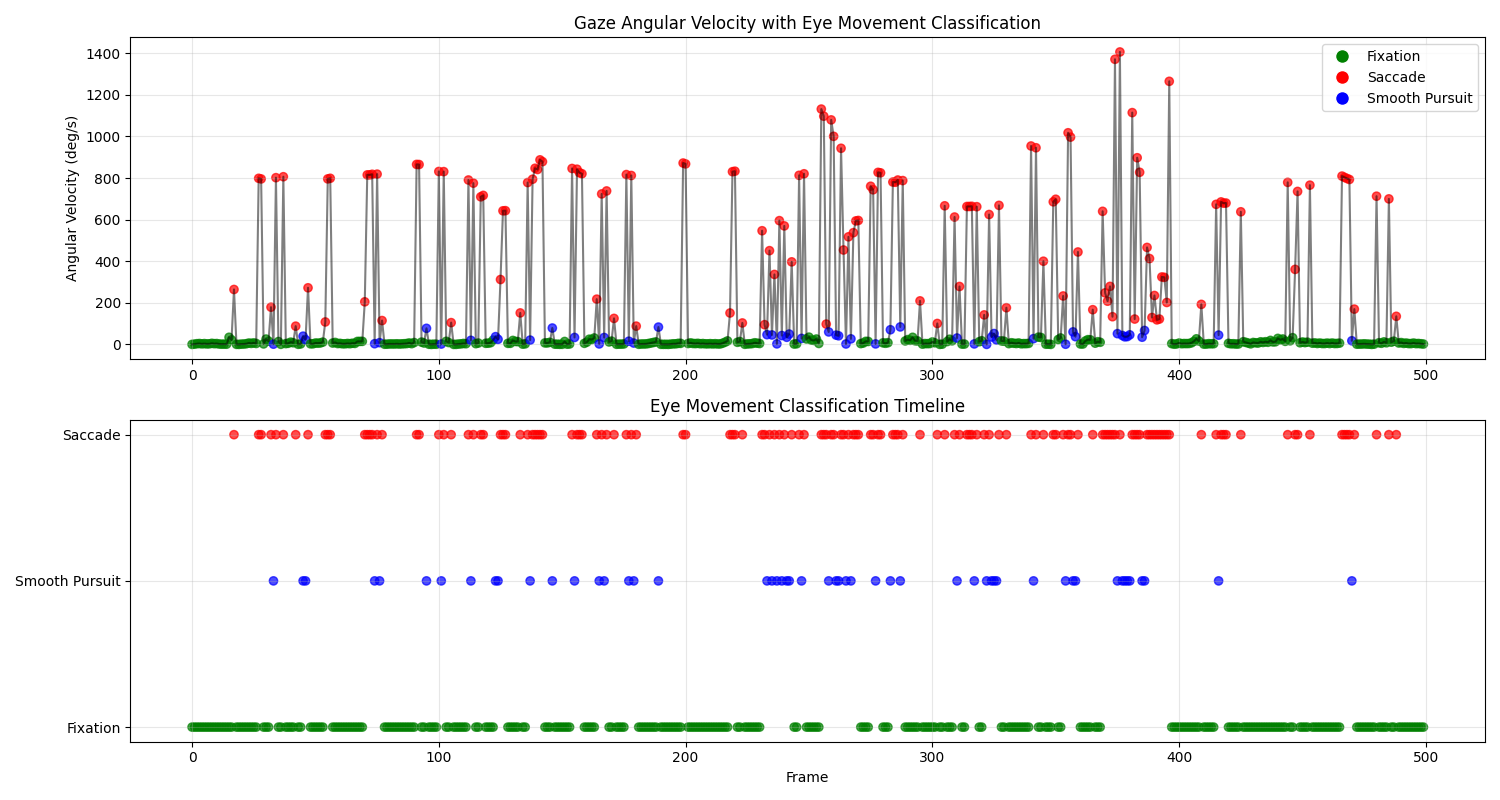 Gaze Angular Velocity with Eye Movement Classification
Angular Velocity (deg/s)
1400
1200
1000
800
600
400
200
0
Fixation
Saccade
Smooth Pursuit
0 100 200 300 400 500
Eye Movement Classification Timeline
Saccade
Smooth Pursuit
Fixation
0 100 200 300 400 500
Frame